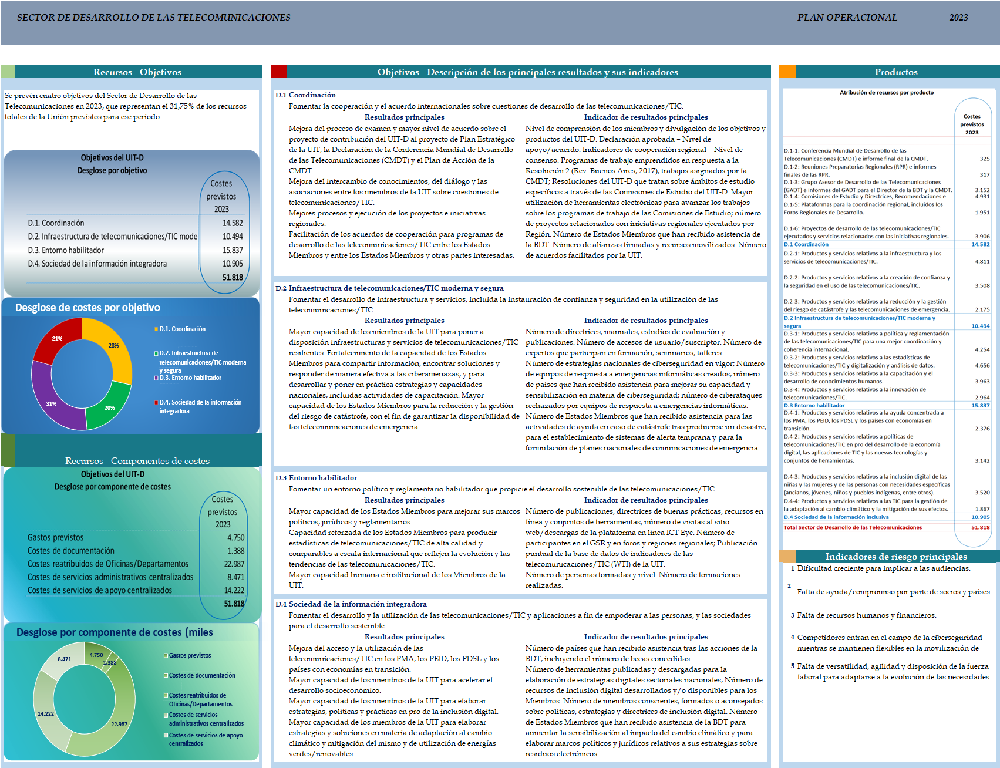 SECTOR DE DESARROLLO DE LAS TELECOMUNICACIONES
PLAN OPERACIONAL 2023
Recursos - Objetivos
Se prevén cuatro objetivos del Sector de Desarrollo de las
Telecomunicaciones en 2023, que representan el 31,75% de los recursos
totales de la Unión previstos para ese periodo.
Objetivos del UIT-D
Desglose por objetivo
Costes
previstos
2023
D.1. Coordinación 14.582
D.2. Infraestructura de telecomunicaciones/TIC mode 10.494
D.3. Entorno habilitador 15.837
D.4. Sociedad de la información integradora 10.905
51.818
Desglose de costes por objetivo
21%
28%
31%
20%
D.1. Coordinación
D.2. Infraestructura de
telecomunicaciones/TIC moderna
y segura
D.3. Entorno habilitador
D.4. Sociedad de la información
integradora
Recursos - Componentes de costes
Objetivos del UIT-D
Desglose por componente de costes
Costes
previstos
2023
Gastos previstos 4.750
Costes de documentación 1.388
Costes reatribuidos de Oficinas/Departamentos 22.987
Costes de servicios administrativos centralizados 8.471
Costes de servicios de apoyo centralizados 14.222
51.818
Desglose por componente de costes (miles
4.750
1.388
8.471
14.222
22.987
Gastos previstos
Costes de documentación
Costes reatribuidos de
Oficinas/Departamentos
Costes de servicios
administrativos centralizados
Costes de servicios de apoyo
centralizados
Objetivos - Descripción de los principales resultados y sus indicadores
D.1 Coordinación
Fomentar la cooperación y el acuerdo internacionales sobre cuestiones de desarrollo de las telecomunicaciones/TIC.
Resultados principales
Mejora del proceso de examen y mayor nivel de acuerdo sobre el
proyecto de contribución del UIT-D al proyecto de Plan Estratégico
de la UIT, la Declaración de la Conferencia Mundial de Desarrollo
de las Telecomunicaciones (CMDT) y el Plan de Acción de la
CMDT.
Mejora del intercambio de conocimientos, del diálogo y las
asociaciones entre los miembros de la UIT sobre cuestiones de
telecomunicaciones/TIC.
Mejores procesos y ejecución de los proyectos e iniciativas
regionales.
Facilitación de los acuerdos de cooperación para programas de
desarrollo de las telecomunicaciones/TIC entre los Estados
Miembros y entre los Estados Miembros y otras partes interesadas.
Indicador de resultados principales
Nivel de comprensión de los miembros y divulgación de los objetivos y
productos del UIT-D. Declaración aprobada – Nivel de
apoyo/acuerdo. Indicadores de cooperación regional – Nivel de
consenso. Programas de trabajo emprendidos en respuesta a la
Resolución 2 (Rev. Buenos Aires, 2017); trabajos asignados por la
CMDT; Resoluciones del UIT-D que tratan sobre ámbitos de estudio
específicos a través de las Comisiones de Estudio del UIT-D. Mayor
utilización de herramientas electrónicas para avanzar los trabajos
sobre los programas de trabajo de las Comisiones de Estudio; número
de proyectos relacionados con iniciativas regionales ejecutados por
Región. Número de Estados Miembros que han recibido asistencia de
la BDT. Número de alianzas firmadas y recursos movilizados. Número
de acuerdos facilitados por la UIT.
D.2 Infraestructura de telecomunicaciones/TIC moderna y segura
Fomentar el desarrollo de infraestructura y servicios, incluida la instauración de confianza y seguridad en la utilización de las
telecomunicaciones/TIC.
Resultados principales
Mayor capacidad de los miembros de la UIT para poner a
disposición infraestructuras y servicios de telecomunicaciones/TIC
resilientes. Fortalecimiento de la capacidad de los Estados
Miembros para compartir información, encontrar soluciones y
responder de manera efectiva a las ciberamenazas, y para
desarrollar y poner en práctica estrategias y capacidades
nacionales, incluidas actividades de capacitación. Mayor
capacidad de los Estados Miembros para la reducción y la gestión
del riesgo de catástrofe, con el fin de garantizar la disponibilidad de
las telecomunicaciones de emergencia.
Indicador de resultados principales
Número de directrices, manuales, estudios de evaluación y
publicaciones. Número de accesos de usuario/suscriptor. Número de
expertos que participan en formación, seminarios, talleres.
Número de estrategias nacionales de ciberseguridad en vigor; Número
de equipos de respuesta a emergencias informáticas creados; número
de países que han recibido asistencia para mejorar su capacidad y
sensibilización en materia de ciberseguridad; número de ciberataques
rechazados por equipos de respuesta a emergencias informáticas.
Número de Estados Miembros que han recibido asistencia para las
actividades de ayuda en caso de catástrofe tras producirse un desastre,
para el establecimiento de sistemas de alerta temprana y para la
formulación de planes nacionales de comunicaciones de emergencia.
D.3 Entorno habilitador
Fomentar un entorno político y reglamentario habilitador que propicie el desarrollo sostenible de las telecomunicaciones/TIC.
Resultados principales
Mayor capacidad de los Estados Miembros para mejorar sus marcos
políticos, jurídicos y reglamentarios.
Capacidad reforzada de los Estados Miembros para producir
estadísticas de telecomunicaciones/TIC de alta calidad y
comparables a escala internacional que reflejen la evolución y las
tendencias de las telecomunicaciones/TIC.
Mayor capacidad humana e institucional de los Miembros de la
UIT.
Indicador de resultados principales
Número de publicaciones, directrices de buenas prácticas, recursos en
línea y conjuntos de herramientas, número de visitas al sitio
web/descargas de la plataforma en línea ICT Eye. Número de
participantes en el GSR y en foros y regiones regionales; Publicación
puntual de la base de datos de indicadores de las
telecomunicaciones/TIC (WTI) de la UIT.
Número de personas formadas y nivel. Número de formaciones
realizadas.
D.4 Sociedad de la información integradora
Fomentar el desarrollo y la utilización de las telecomunicaciones/TIC y aplicaciones a fin de empoderar a las personas, y las sociedades
para el desarrollo sostenible.
Resultados principales
Mejora del acceso y la utilización de las
telecomunicaciones/TIC en los PMA, los PEID, los PDSL y los
países con economías en transición.
Mayor capacidad de los miembros de la UIT para acelerar el
desarrollo socioeconómico.
Mayor capacidad de los miembros de la UIT para elaborar
estrategias, políticas y prácticas en pro de la inclusión digital.
Mayor capacidad de los miembros de la UIT para elaborar
estrategias y soluciones en materia de adaptación al cambio
climático y mitigación del mismo y de utilización de energías
verdes/renovables.
Indicador de resultados principales
Número de países que han recibido asistencia tras las acciones de la
BDT, incluyendo el número de becas concedidas.
Número de herramientas publicadas y descargadas para la
elaboración de estrategias digitales sectoriales nacionales; Número de
recursos de inclusión digital desarrollados y/o disponibles para los
Miembros. Número de miembros conscientes, formados o aconsejados
sobre políticas, estrategias y directrices de inclusión digital. Número
de Estados Miembros que han recibido asistencia de la BDT para
aumentar la sensibilización al impacto del cambio climático y para
elaborar marcos políticos y jurídicos relativos a sus estrategias sobre
residuos electrónicos.
Productos
Atribución de recursos por producto
Costes
previstos
2023
D.1-1: Conferencia Mundial de Desarrollo de las
Telecomunicaciones (CMDT) e informe final de la CMDT. 325
D.1-2: Reuniones Preparatorias Regionales (RPR) e informes
finales de las RPR. 317
D.1-3: Grupo Asesor de Desarrollo de las Telecomunicaciones
(GADT) e informes del GADT para el Director de la BDT y la CMDT. 3.152
D.1-4: Comisiones de Estudio y Directrices, Recomendaciones e 4.931
D.1-5: Plataformas para la coordinación regional, incluidos los
Foros Regionales de Desarrollo. 1.951
D.1-6: Proyectos de desarrollo de las telecomunicaciones/TIC
ejecutados y servicios relacionados con las iniciativas regionales. 3.906
D.1 Coordinación 14.582
D.2-1: Productos y servicios relativos a la infraestructura y los
servicios de telecomunicaciones/TIC. 4.811
D.2-2: Productos y servicios relativos a la creación de confianza y
la seguridad en el uso de las telecomunicaciones/TIC. 3.508
D.2-3: Productos y servicios relativos a la reducción y la gestión
del riesgo de catástrofe y las telecomunicaciones de emergencia. 2.175
D.2 Infraestructura de telecomunicaciones/TIC moderna y
segura 10.494
D.3-1: Productos y servicios relativos a política y reglamentación
de las telecomunicaciones/TIC para una mejor coordinación y
coherencia internacional. 4.254
D.3-2: Productos y servicios relativos a las estadísticas de
telecomunicaciones/TIC y digitalización y análisis de datos. 4.656
D.3-3: Productos y servicios relativos a la capacitación y el
desarrollo de conocimientos humanos. 3.963
D.3-4: Productos y servicios relativos a la innovación de
telecomunicaciones/TIC. 2.964
D.3 Entorno habilitador 15.837
D.4-1: Productos y servicios relativos a la ayuda concentrada a
los PMA, los PEID, los PDSL y los países con economías en
transición. 2.376
D.4-2: Productos y servicios relativos a políticas de
telecomunicaciones/TIC en pro del desarrollo de la economía
digital, las aplicaciones de TIC y las nuevas tecnologías y
conjuntos de herramientas. 3.142
D.4-3: Productos y servicios relativos a la inclusión digital de las
niñas y las mujeres y de las personas con necesidades específicas
(ancianos, jóvenes, niños y pueblos indígenas, entre otros). 3.520
D.4-4: Productos y servicios relativos a las TIC para la gestión de
la adaptación al cambio climático y la mitigación de sus efectos. 1.867
D.4 Sociedad de la información inclusiva 10.905
Total Sector de Desarrollo de las Telecomunicaciones 51.818
Indicadores de riesgo principales
1 Dificultad creciente para implicar a las audiencias.
2
Falta de ayuda/compromiso por parte de socios y países.
3 Falta de recursos humanos y financieros.
4 Competidores entran en el campo de la ciberseguridad –
mientras se mantienen flexibles en la movilización de
5 Falta de versatilidad, agilidad y disposición de la fuerza
laboral para adaptarse a la evolución de las necesidades.